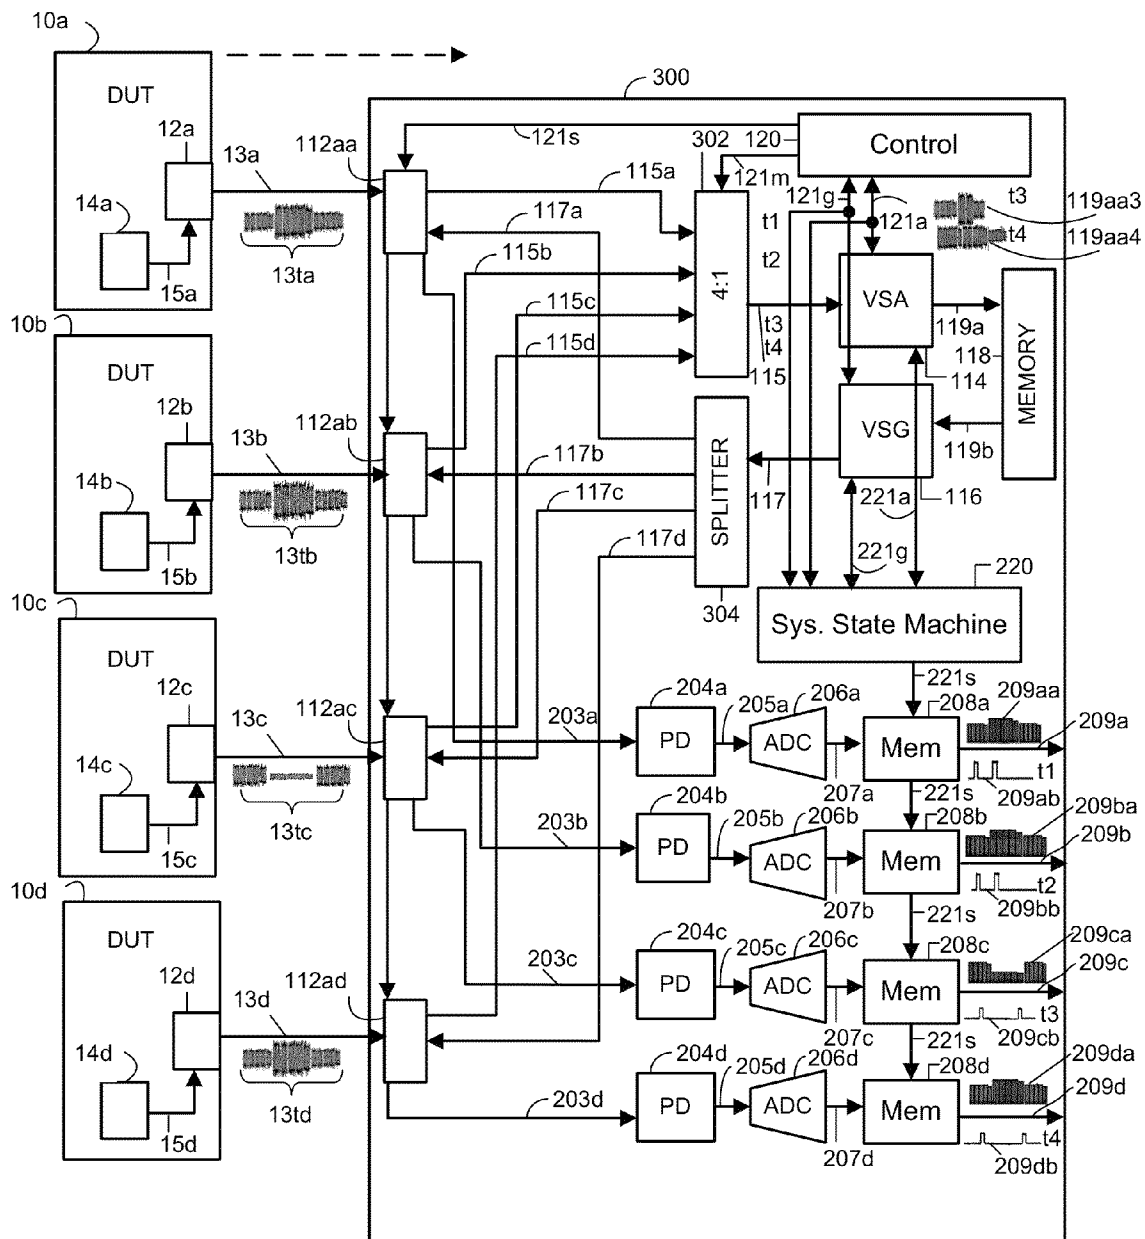 10a
DUT
12a
14a
15a
13a
13ta
112aa
300
121s
302
120
Control
121m
121g
121a
t1
t2
t3
t4
t3
119aa3
t4
119aa4
115a
117a
115b
115c
115d
4:1
115
VSA
119a
118
114
MEMORY
10b
DUT
12b
14b
15b
13b
13tb
112ab
117b
117c
117d
SPLITTER
304
117
VSG
119b
116
221a
221g
220
Sys. State Machine
10c
DUT
12c
14c
15c
13c
13tc
112ac
203a
204a
PD
205a
206a
ADC
207a
221s
208a
Mem
209aa
209a
t1
209ab
203b
204b
PD
205b
206b
ADC
207b
221s
208b
Mem
209ba
209b
t2
209bb
10d
DUT
12d
14d
15d
13d
13td
112ad
203c
204c
PD
205c
206c
ADC
207c
221s
208c
Mem
209ca
209c
t3
209cb
203d
204d
PD
205d
206d
ADC
207d
221s
208d
Mem
209da
209d
t4
209db